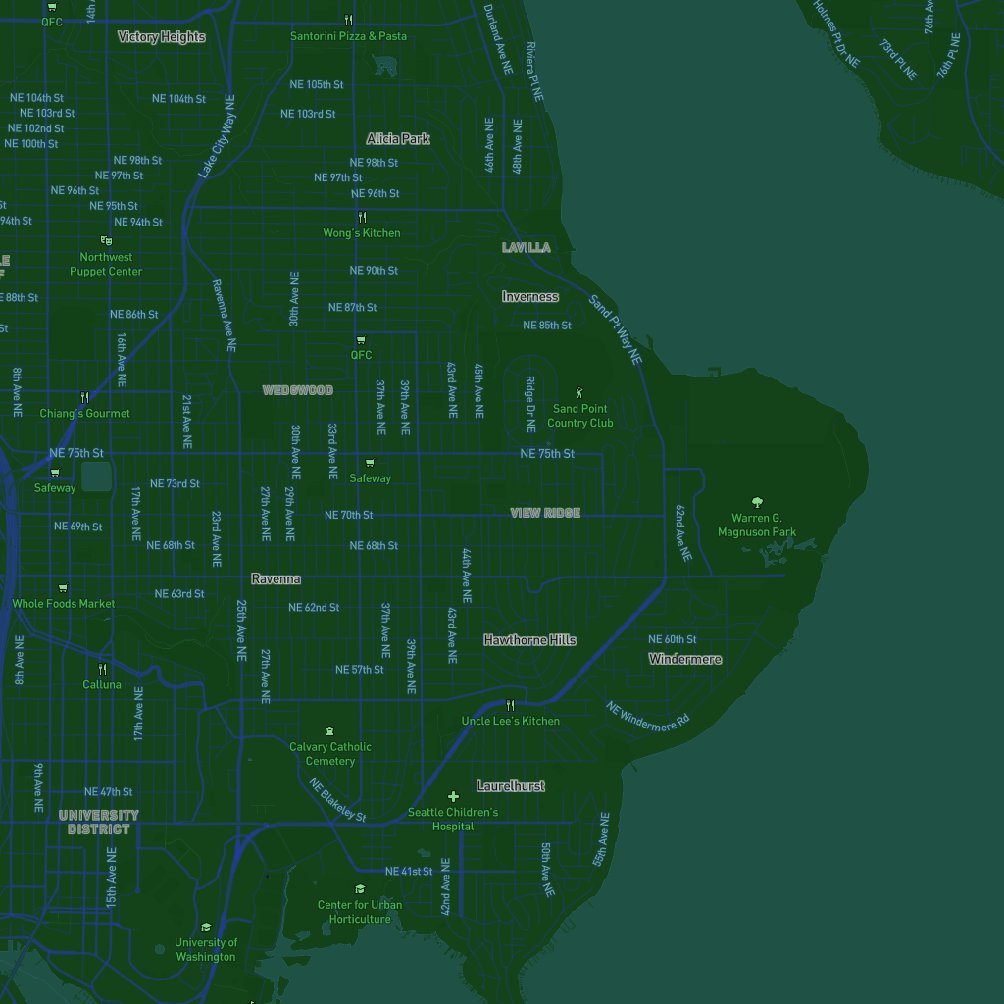 QFC
14th A
Victory Heights
Santorini Pizza & Pasta
Durland Ave NE
Riviera Pl NE
Holmes Pt Dr NE
73rd Pl NE
76th Pl NE
NE 105th St
NE 104th St
NE 104th St
NE 103rd St
NE 103rd St
NE 102nd St
NE 100th St
Lake City Way NE
Alicia Park
46th Ave NE
48th Ave NE
NE 98th St
NE 98th St
NE 97th St
NE 97th St
NE 96th St
NE 96th St
NE 95th St
94th St
NE 94th St
Wong's Kitchen
Northwest
Puppet Center
LAVILLA
NE 90th St
Inverness
30th Ave NE
Ravenna Ave NE
NE 88th St
NE 87th St
NE 86th St
NE 85th St
Sand Pt Way NE
16th Ave NE
QFC
8th Ave NE
WEDGWOOD
37th Ave NE
39th Ave NE
43rd Ave NE
45th Ave NE
Ridge Dr NE
Sanc Point
Country Club
Chiang's Gourmet
21st Ave NE
30th Ave NE
33rd Ave NE
NE 75th St
NE 75th St
Safeway
Safeway
NE 73rd St
17th Ave NE
27th Ave NE
29th Ave NE
23rd Ave NE
NE 70th St
VIEW RIDGE
62nd Ave NE
Warren G.
Magnuson Park
NE 69th St
NE 68th St
NE 68th St
44th Ave NE
Ravenna
Whole Foods Market
NE 63rd St
NE 62nd St
25th Ave NE
37th Ave NE
43rd Ave NE
39th Ave NE
Hawthorne Hills
NE 60th St
Windermere
8th Ave NE
27th Ave NE
NE 57th St
Calluna
17th Ave NE
Uncle Lee's Kitchen
NE Windermere Rd
Calvary Catholic
Cemetery
9th Ave NE
NE 47th St
NE Blakeley St
Laurelhurst
Seattle Children's
Hospital
UNIVERSITY
DISTRICT
55th Ave NE
15th Ave NE
NE 41st St
42nd Ave NE
50th Ave NE
Center for Urban
Horticulture
University of
Washington